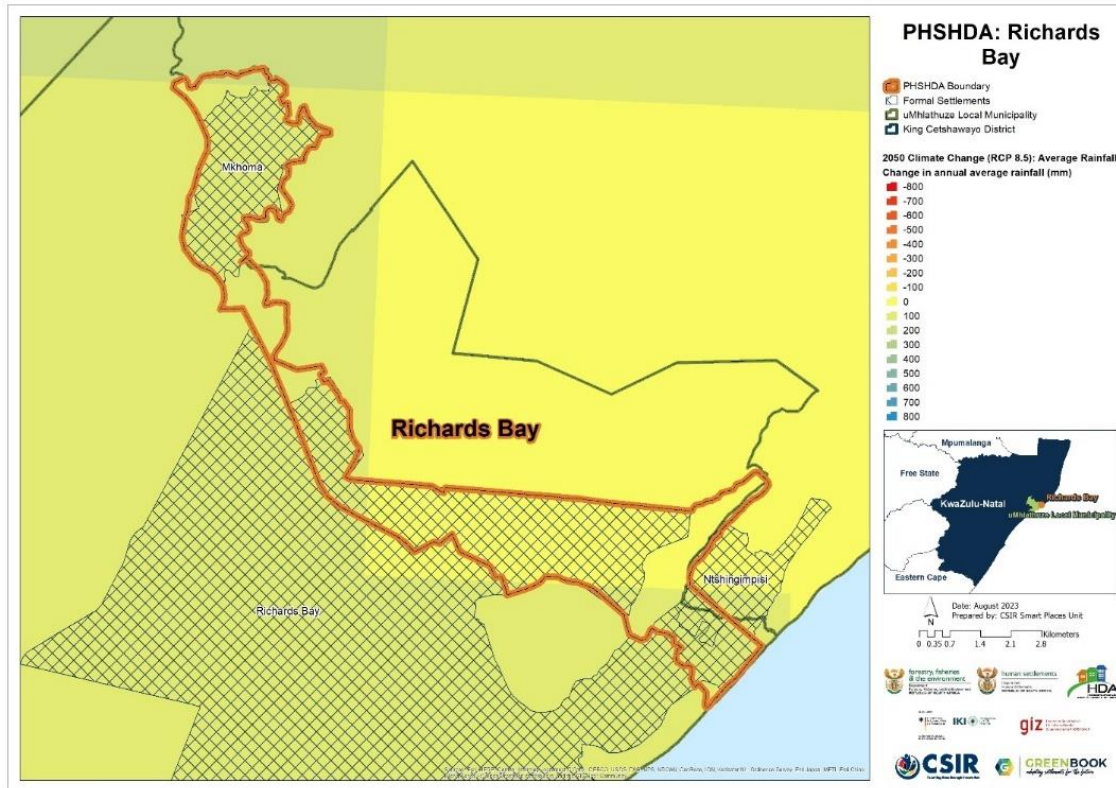 PHSHDA: Richards
Bay
PHSHDA Boundary
Formal Settlements
uMhlathuze Local Municipality
King Cetshawayo District
2050 Climate Change (RCP 8.5): Average Rainfall
Change in annual average rainfall (mm)
-800
-700
-600
-500
-400
-300
-200
-100
0
100
200
300
400
500
600
700
800
Mkhoma
Richards Bay
Ntshingimpisi
Richards Bay
Mpumalanga
Free State
KwaZulu-Natal
Richards Bay
uMhlathuze Local Municipality
Eastern Cape
N
Date: August 2023
Prepared by: CSIR Smart Places Unit
Kilometers
0 0.35 0.7 1.4 2.1 2.8
forestry, fisheries
& the environment
human settlements
HDA
IKI
giz
CSIR
GREENBOOK